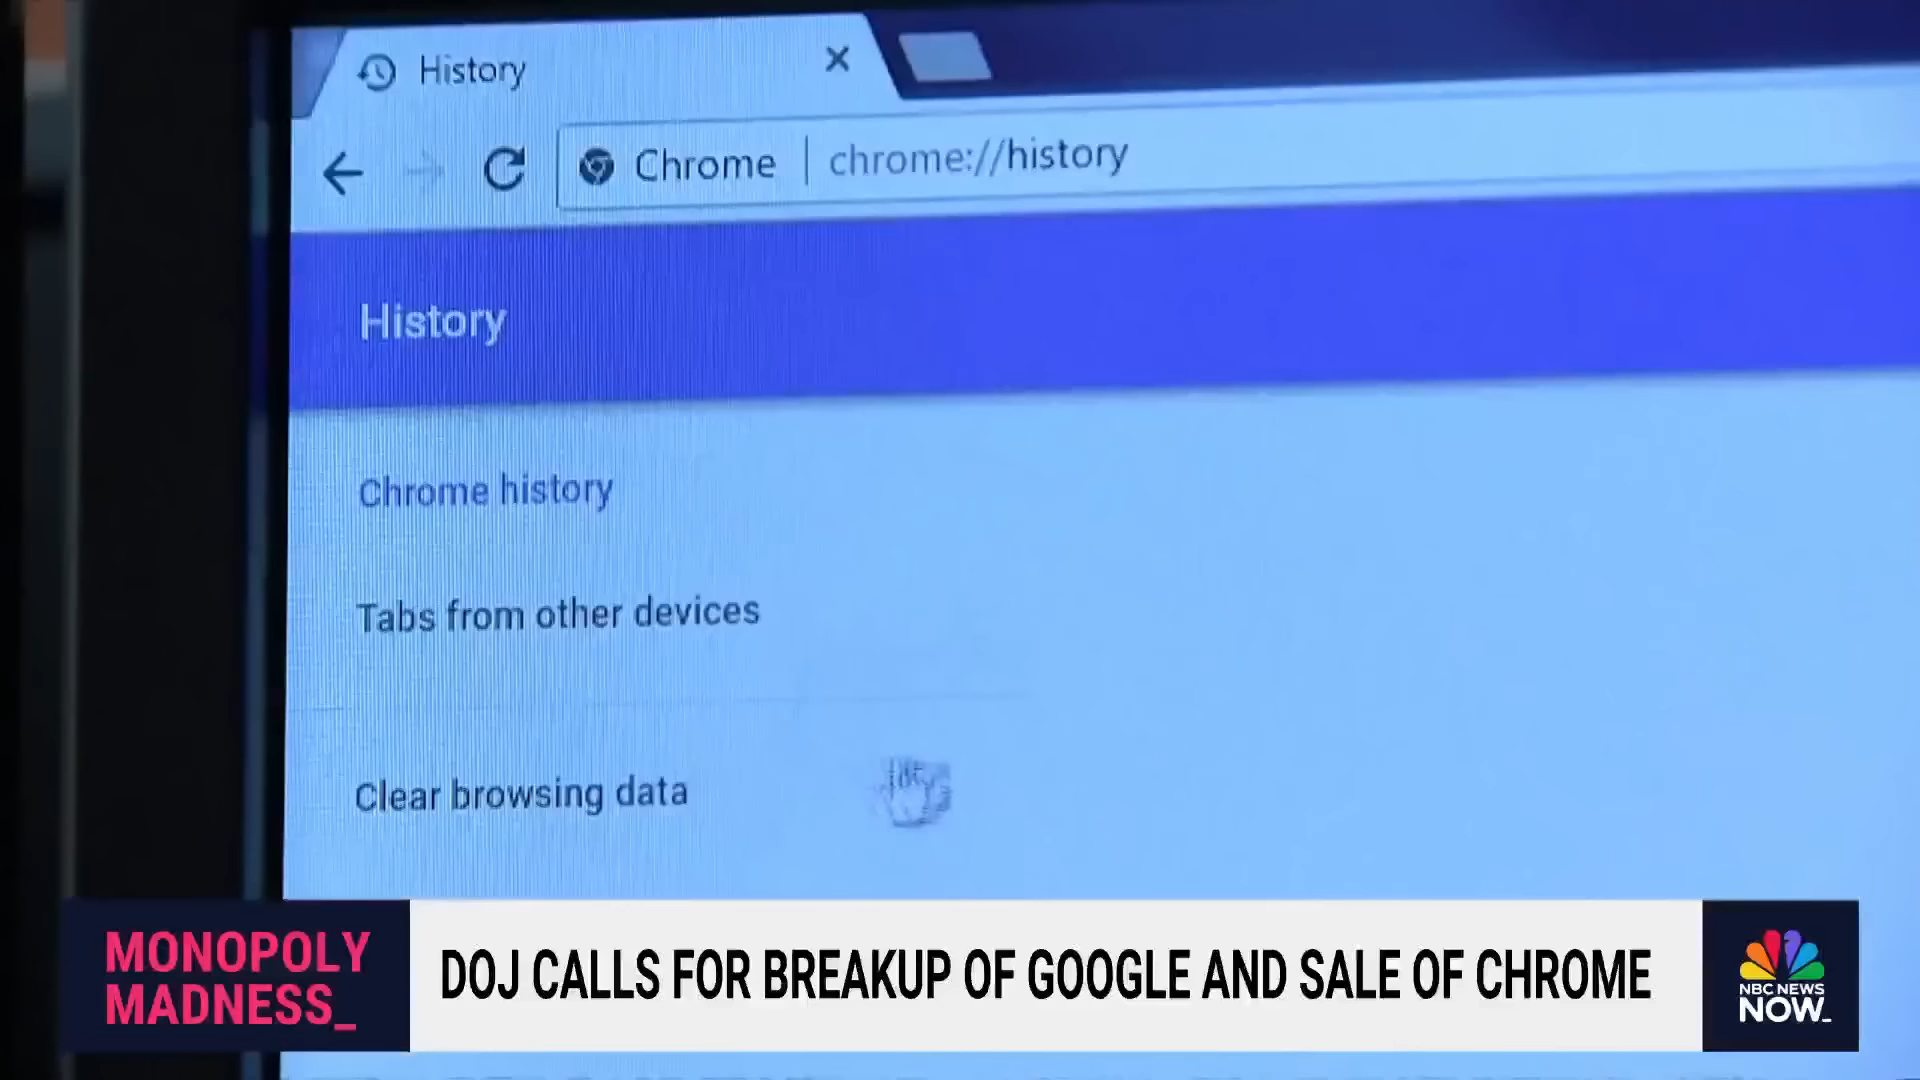 History
Chrome | chrome://history
History
Chrome history
Tabs from other devices
Clear browsing data
MONOPOLY
MADNESS_
DOJ CALLS FOR BREAKUP OF GOOGLE AND SALE OF CHROME
NBC NEWS
NOW_